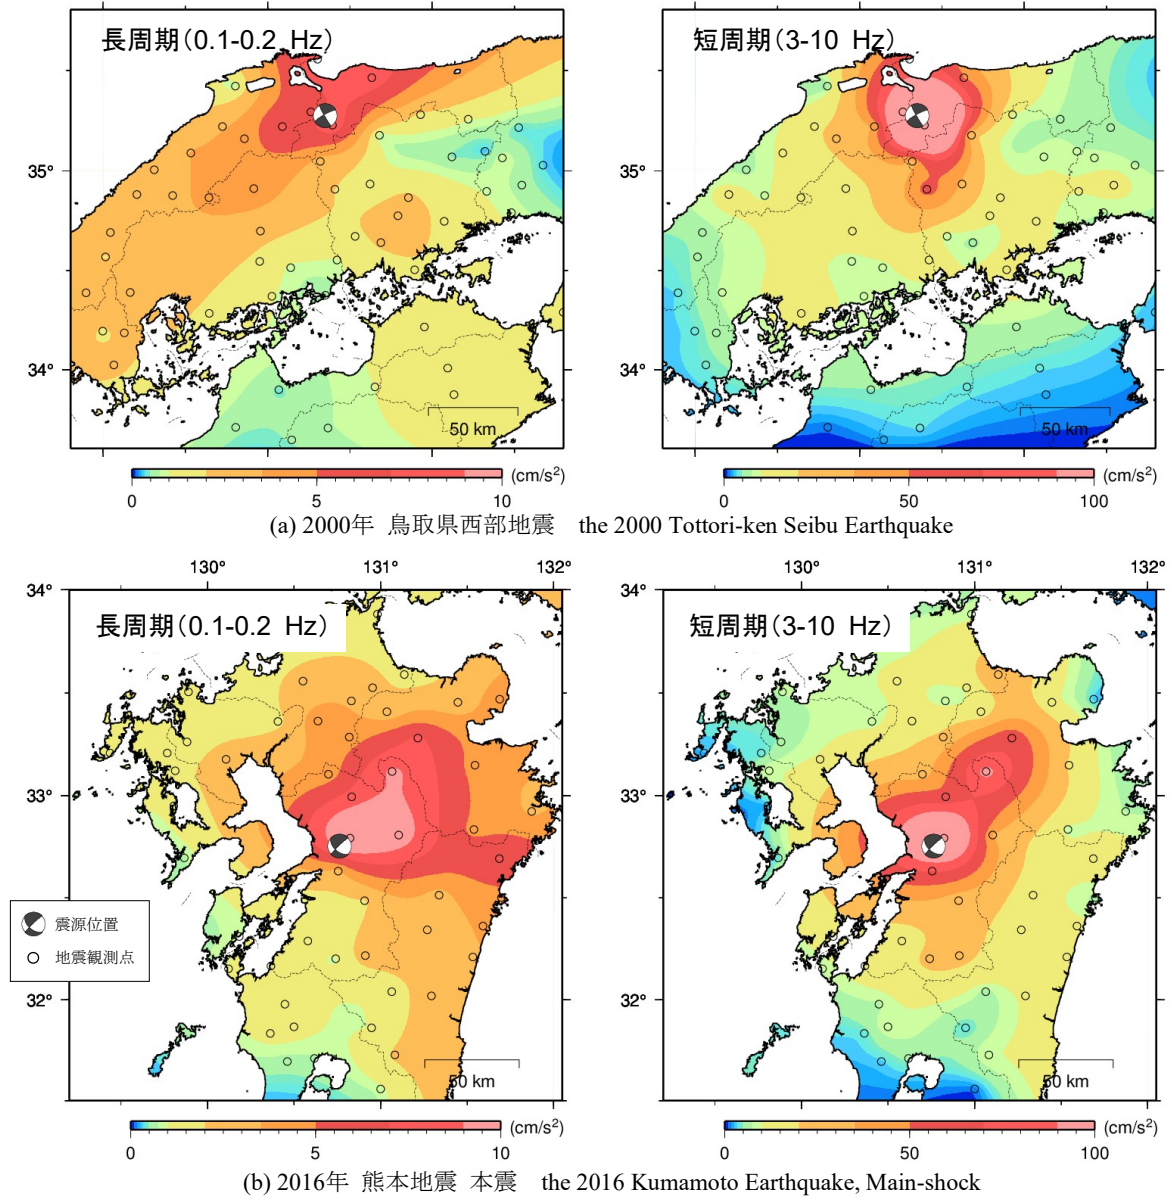 長周期(0.1-0.2 Hz)
短周期(3-10 Hz)
35°
34°
50 km
50 km
(cm/s²)
0 5 10
(cm/s²)
0 50 100
(a) 2000年 鳥取県西部地震 the 2000 Tottori-ken Seibu Earthquake
130° 131° 132°
130° 131° 132°
34°
長周期(0.1-0.2 Hz)
短周期(3-10 Hz)
33°
震源位置
地震観測点
32°
50 km
50 km
(cm/s²)
0 5 10
(cm/s²)
0 50 100
(b) 2016年 熊本地震 本震 the 2016 Kumamoto Earthquake, Main-shock